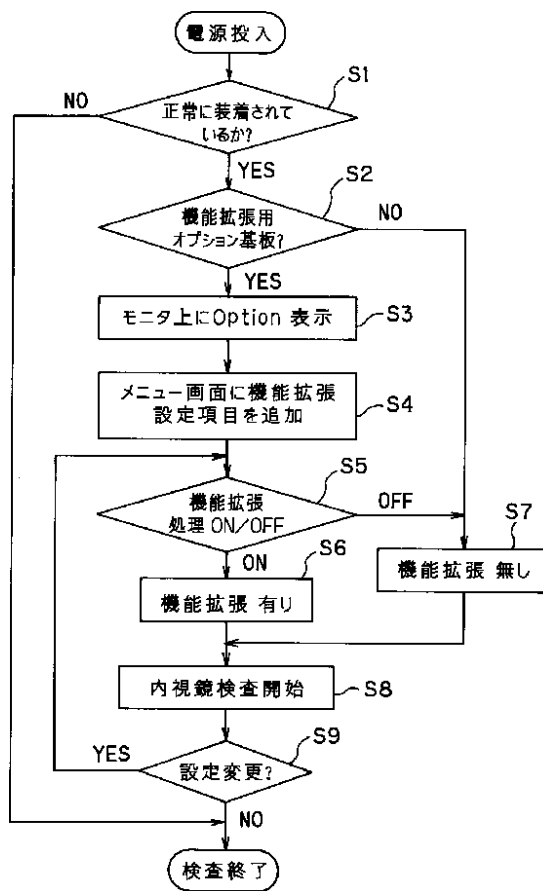 電源投入
S1
NO
正常に装着されて
いるか?
YES
S2
機能拡張用
オプション基板?
NO
YES
モニタ上にOption 表示
S3
メニュー画面に機能拡張
設定項目を追加
S4
S5
機能拡張
処理 ON/OFF
OFF
S7
ON
S6
機能拡張 無し
機能拡張 有り
内視鏡検査開始
S8
YES
S9
設定変更?
NO
検査終了